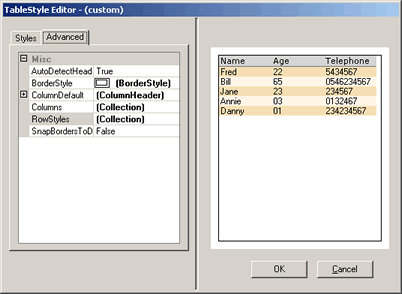 TableStyle Editor - (custom)
Styles Advanced
Misc
AutoDetectHead True
BorderStyle (BorderStyle)
ColumnDefault (ColumnHeader)
Columns (Collection)
RowStyles (Collection)
SnapBordersToD False
Name Age Telephone
Fred 22 5434567
Bill 65 0546234567
Jane 23 234567
Annie 03 0132467
Danny 01 234234567
OK Cancel